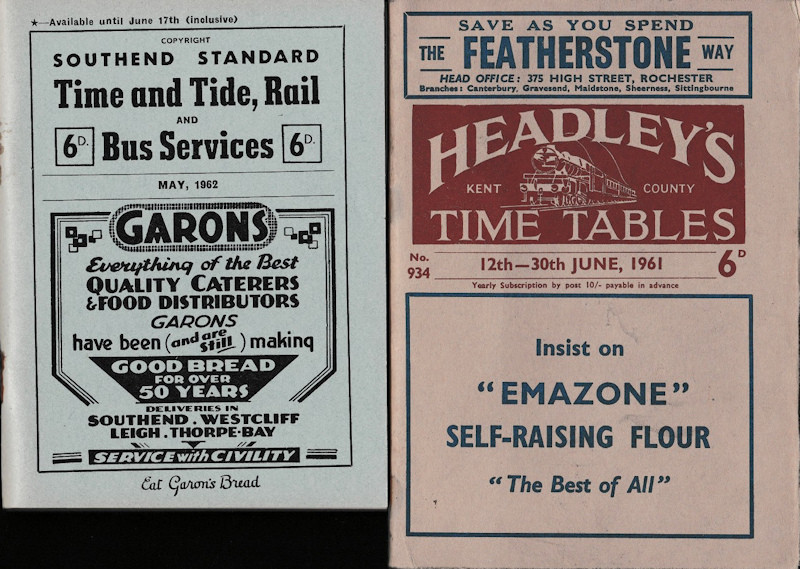 ★—Available until June 17th (inclusive)
COPYRIGHT
SOUTHEND STANDARD
Time and Tide, Rail
AND
6D. Bus Services 6D.
MAY, 1962
GARONS
Everything of the Best
QUALITY CATERERS
& FOOD DISTRIBUTORS
GARONS
have been (and are still) making
GOOD BREAD
FOR OVER
50 YEARS
DELIVERIES IN
SOUTHEND. WESTCLIFF
LEIGH. THORPE-BAY
SERVICE with CIVILITY
Eat Garon's Bread
SAVE AS YOU SPEND
THE FEATHERSTONE WAY
HEAD OFFICE: 375 HIGH STREET, ROCHESTER
Branches: Canterbury, Gravesend, Maidstone, Sheerness, Sittingbourne
HEADLEY'S
KENT COUNTY
TIME TABLES
No. 934 12th—30th JUNE, 1961 6D
Yearly Subscription by post 10/- payable in advance
Insist on
"EMAZONE"
SELF-RAISING FLOUR
"The Best of All"